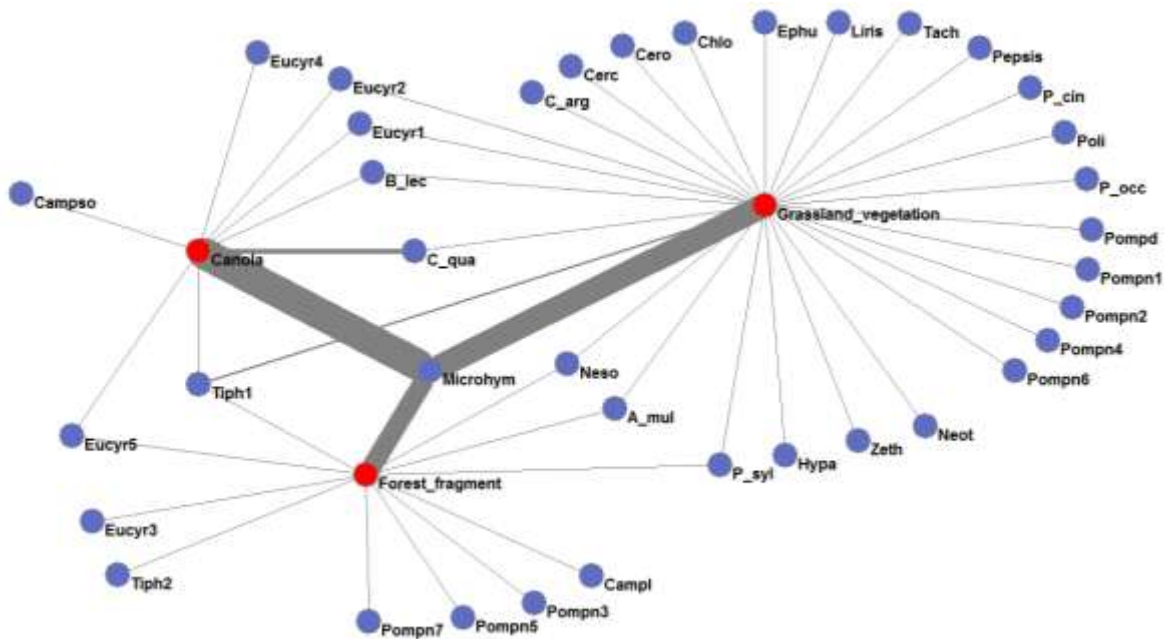 Ephu
Liris
Tach
Chlo
Cero
Pepsis
Eucyr4
Cerc
Eucyr2
C_arg
P_cin
Eucyr1
Poli
B_lec
P_occ
Campso
Grassland_vegetation
Pompd
Canola
C_qua
Pompn1
Pompn2
Microhym
Neso
Pompn4
Tiph1
Pompn6
A_mul
Neot
Eucyr5
Zeth
Hypa
P_syl
Forest_fragment
Eucyr3
Tiph2
Campl
Pompn3
Pompn5
Pompn7